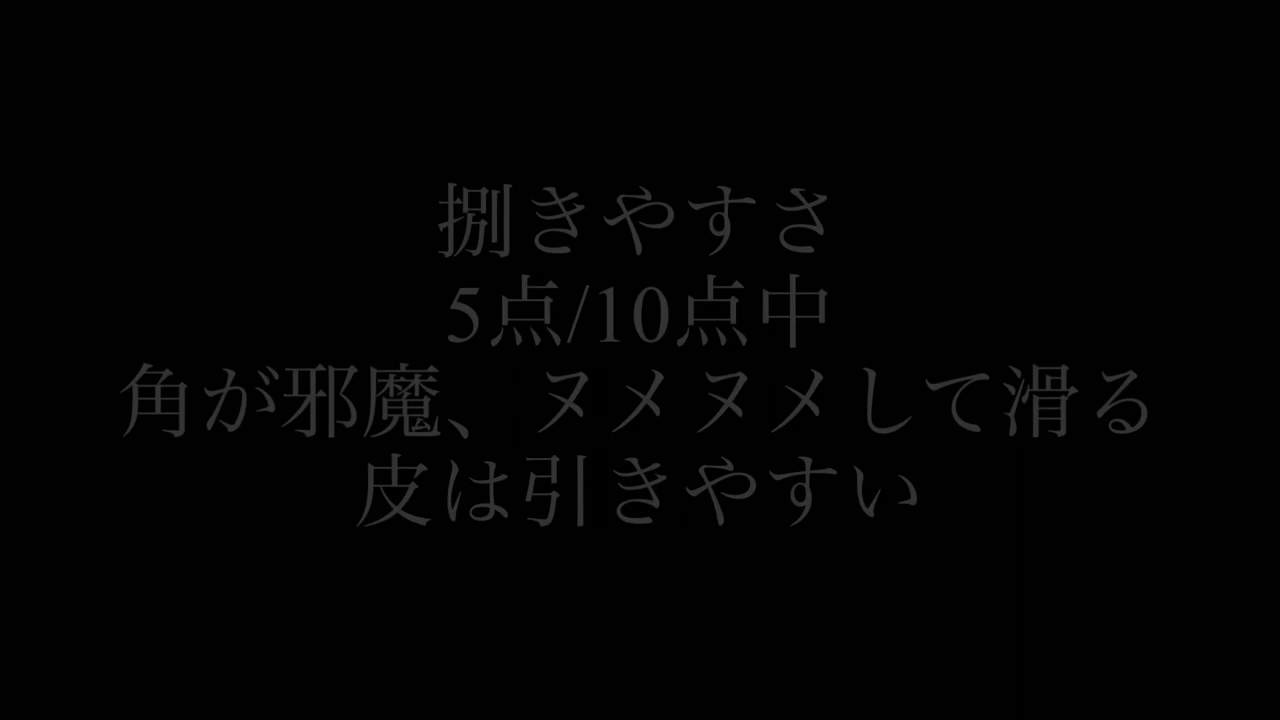 捌きやすさ
5点/10点中
角が邪魔、ヌメヌメして滑る
皮は引きやすい